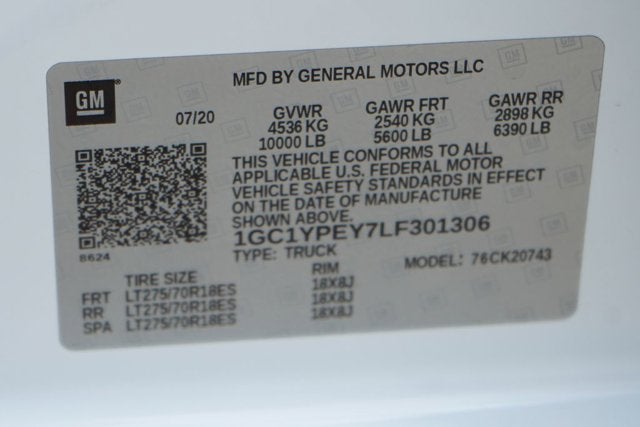 GM
MFD BY GENERAL MOTORS LLC
07/20
GVWR
4536 KG
10000 LB
GAWR FRT
2540 KG
5600 LB
GAWR RR
2898 KG
6390 LB
THIS VEHICLE CONFORMS TO ALL
APPLICABLE U.S. FEDERAL MOTOR
VEHICLE SAFETY STANDARDS IN EFFECT
ON THE DATE OF MANUFACTURE
SHOWN ABOVE.
1GC1YPEY7LF301306
8624
TYPE: TRUCK
MODEL: 76CK20743
TIRE SIZE RIM
FRT LT275/70R18ES 18X8J
RR LT275/70R18ES 18X8J
SPA LT275/70R18ES 18X8J